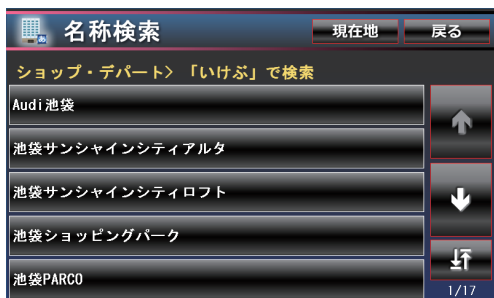 名称検索
現在地
戻る
ショップ・デパート〉「いけぶ」で検索
Audi池袋
池袋サンシャインシティアルタ
池袋サンシャインシティロフト
池袋ショッピングパーク
池袋PARCO
1/17